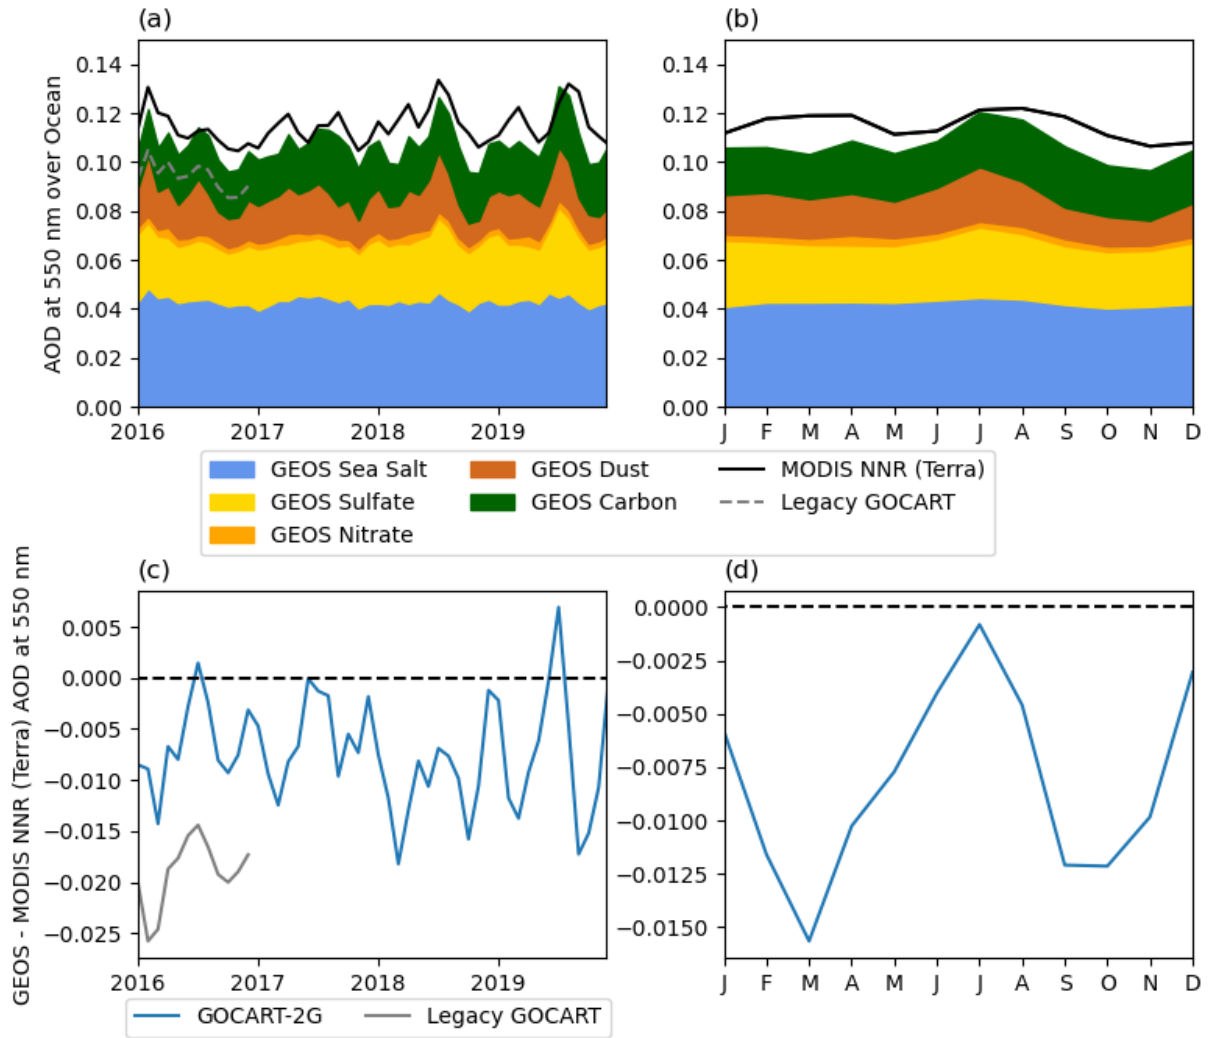 (a)
(b)
AOD at 550 nm over Ocean
0.14
0.12
0.10
0.08
0.06
0.04
0.02
0.00
2016 2017 2018 2019
0.14
0.12
0.10
0.08
0.06
0.04
0.02
0.00
J F M A M J J A S O N D
GEOS Sea Salt
GEOS Sulfate
GEOS Nitrate
GEOS Dust
GEOS Carbon
MODIS NNR (Terra)
Legacy GOCART
(c)
(d)
GEOS - MODIS NNR (Terra) AOD at 550 nm
0.005
0.000
−0.005
−0.010
−0.015
−0.020
−0.025
2016 2017 2018 2019
0.0000
−0.0025
−0.0050
−0.0075
−0.0100
−0.0125
−0.0150
J F M A M J J A S O N D
GOCART-2G
Legacy GOCART